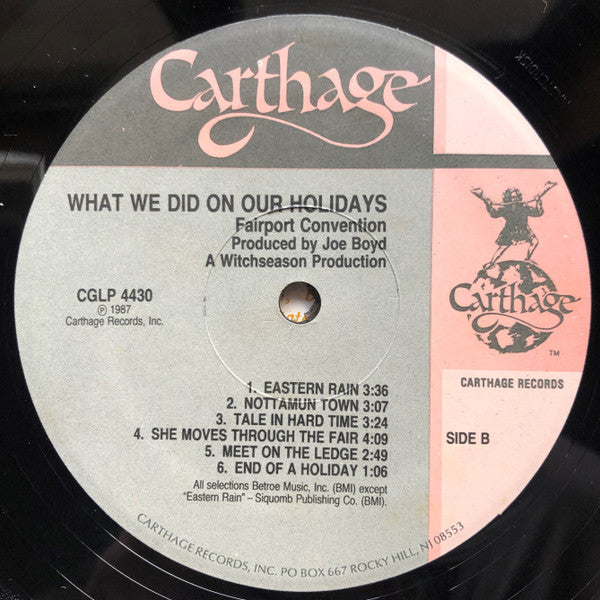 Carthage
WHAT WE DID ON OUR HOLIDAYS
Fairport Convention
Produced by Joe Boyd
A Witchseason Production
CGLP 4430
℗ 1987
Carthage Records, Inc.
Carthage
TM
CARTHAGE RECORDS
SIDE B
1. EASTERN RAIN 3:36
2. NOTTAMUN TOWN 3:07
3. TALE IN HARD TIME 3:24
4. SHE MOVES THROUGH THE FAIR 4:09
5. MEET ON THE LEDGE 2:49
6. END OF A HOLIDAY 1:06
All selections Betroe Music, Inc. (BMI) except
"Eastern Rain" – Siquomb Publishing Co. (BMI).
CARTHAGE RECORDS, INC. PO BOX 667 ROCKY HILL, NJ 08553